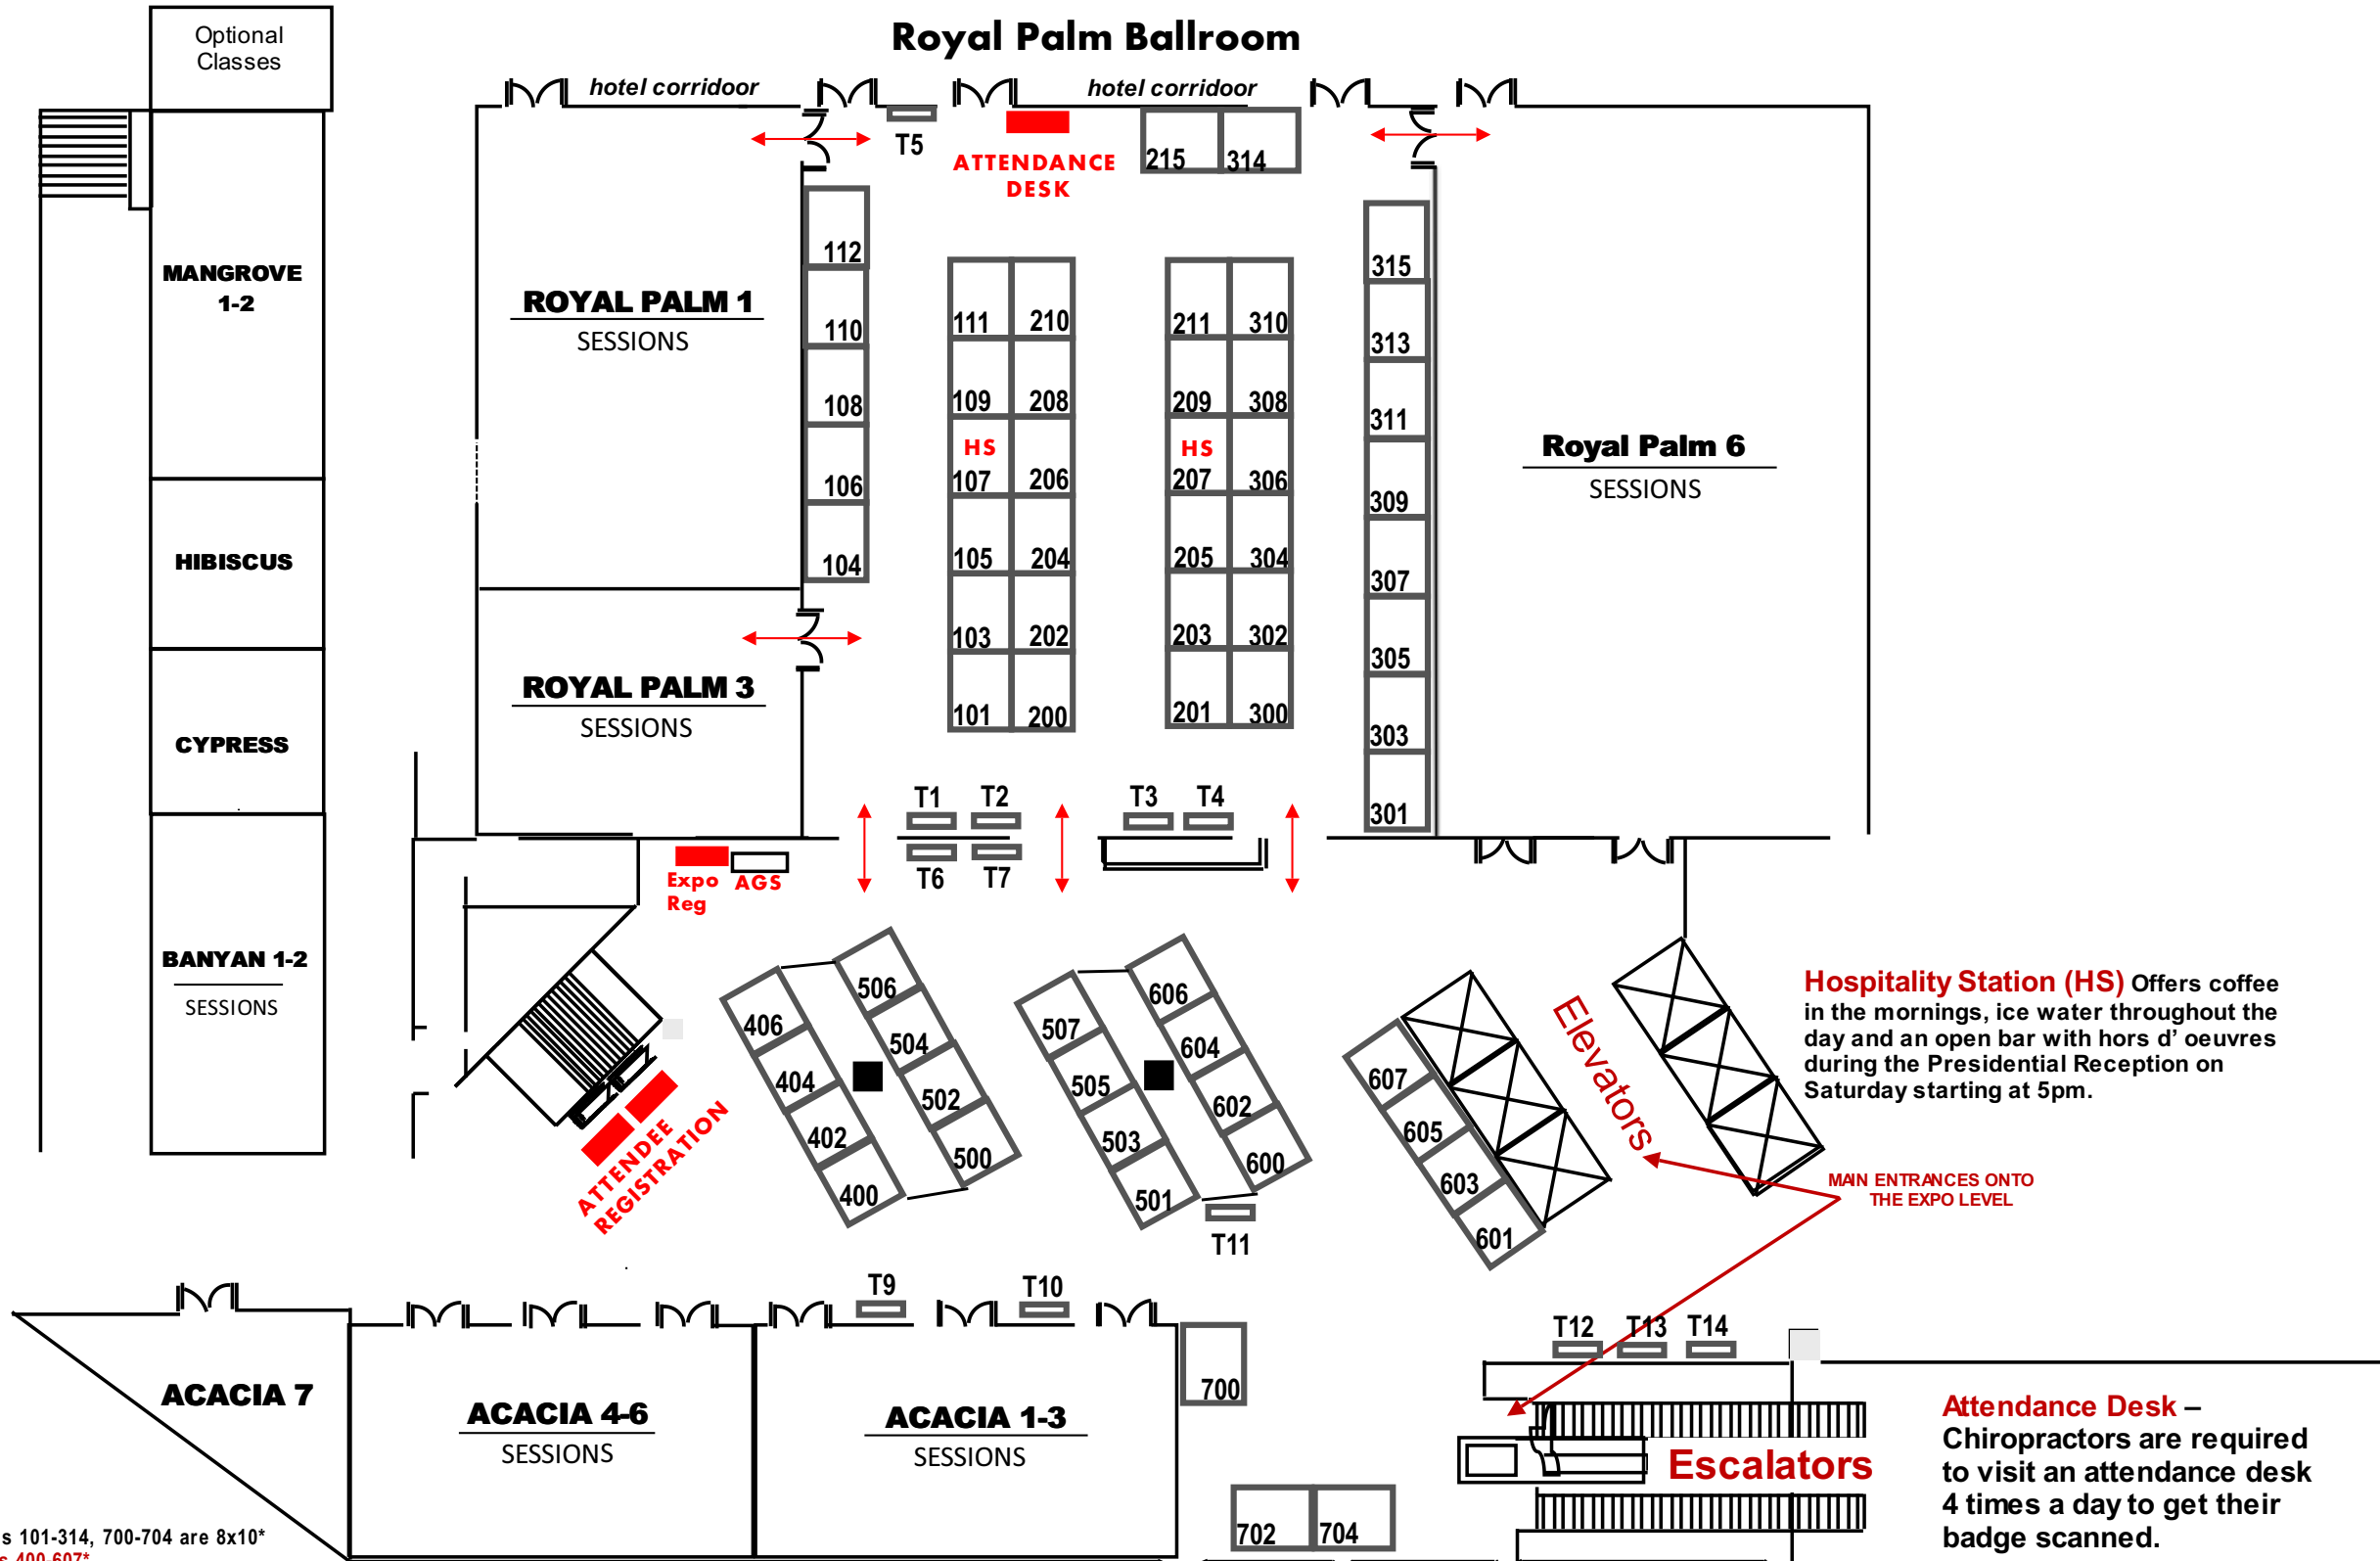 Royal Palm Ballroom
Optional
Classes
hotel corridoor
hotel corridoor
T5
ATTENDANCE
DESK
215
314
MANGROVE
1-2
HIBISCUS
CYPRESS
BANYAN 1-2
SESSIONS
ROYAL PALM 1
SESSIONS
ROYAL PALM 3
SESSIONS
112
110
108
106
104
111
210
109
208
HS
107
206
105
204
103
202
101
200
211
310
209
308
HS
207
306
205
304
203
302
201
300
315
313
311
309
307
305
303
301
Royal Palm 6
SESSIONS
T1
T2
T3
T4
T6
T7
Expo
Reg
AGS
ATTENDEE
REGISTRATION
406
404
402
400
506
504
502
500
507
505
503
501
606
604
602
600
T11
607
605
603
601
Elevators
Hospitality Station (HS) Offers coffee
in the mornings, ice water throughout the
day and an open bar with hors d' oeuvres
during the Presidential Reception on
Saturday starting at 5pm.
MAIN ENTRANCES ONTO
THE EXPO LEVEL
T9
T10
T12
T13
T14
ACACIA 7
ACACIA 4-6
SESSIONS
ACACIA 1-3
SESSIONS
700
702
704
Escalators
Attendance Desk –
Chiropractors are required
to visit an attendance desk
4 times a day to get their
badge scanned.
s 101-314, 700-704 are 8x10*
s 400-607*